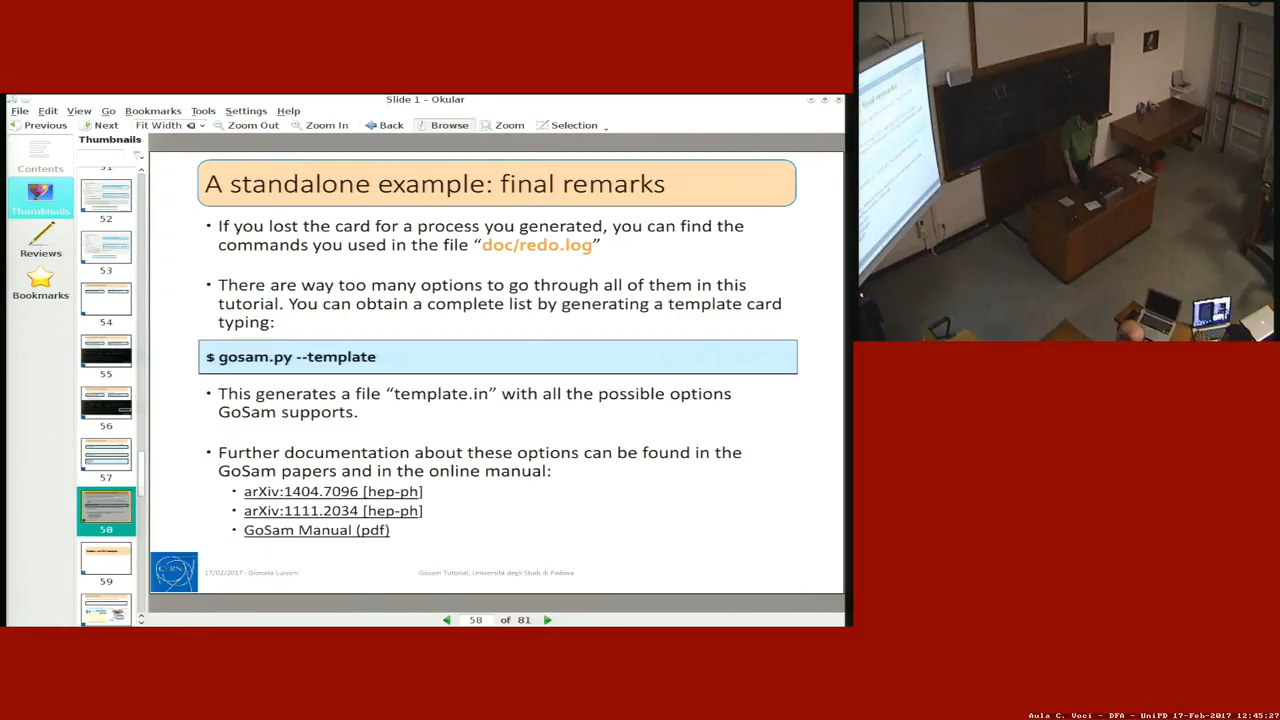 Slide 1 – Okular
File Edit View Go Bookmarks Tools Settings Help
Previous Next Fit Width Zoom Out Zoom In Back Browse Zoom Selection
Contents
Thumbnails
Reviews
Bookmarks
Thumbnails
51
52
53
54
55
56
57
58
59
A standalone example: final remarks
• If you lost the card for a process you generated, you can find the
commands you used in the file “doc/redo.log”
• There are way too many options to go through all of them in this
tutorial. You can obtain a complete list by generating a template card
typing:
$ gosam.py --template
• This generates a file “template.in” with all the possible options
GoSam supports.
• Further documentation about these options can be found in the
GoSam papers and in the online manual:
• arXiv:1404.7096 [hep-ph]
• arXiv:1111.2034 [hep-ph]
• GoSam Manual (pdf)
CERN
17/02/2017 - Gionata Luisoni
Gosam Tutorial, Università degli Studi di Padova
58 of 81
Aula C. Voci - DFA - UniPD 17-Feb-2017 12:45:27